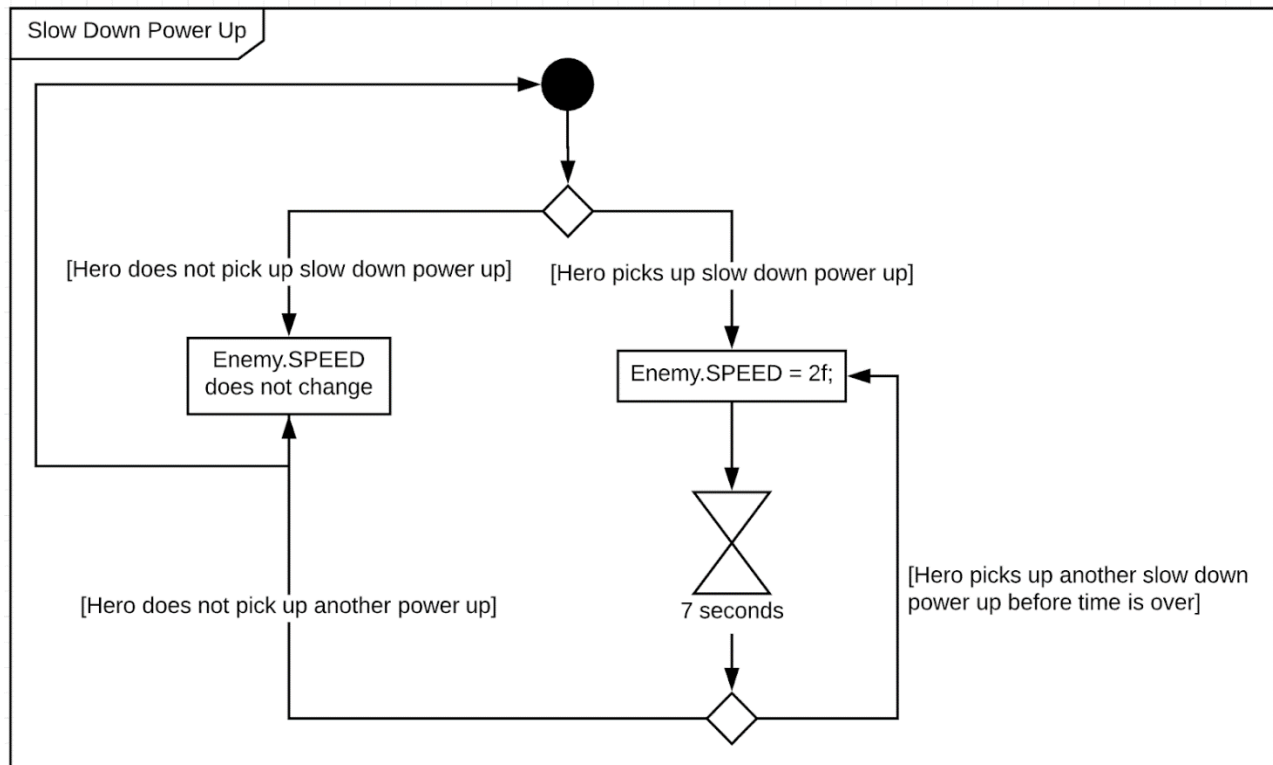 Slow Down Power Up
[Hero does not pick up slow down power up]
[Hero picks up slow down power up]
Enemy.SPEED
does not change
Enemy.SPEED = 2f;
[Hero picks up another slow down
power up before time is over]
[Hero does not pick up another power up]
7 seconds